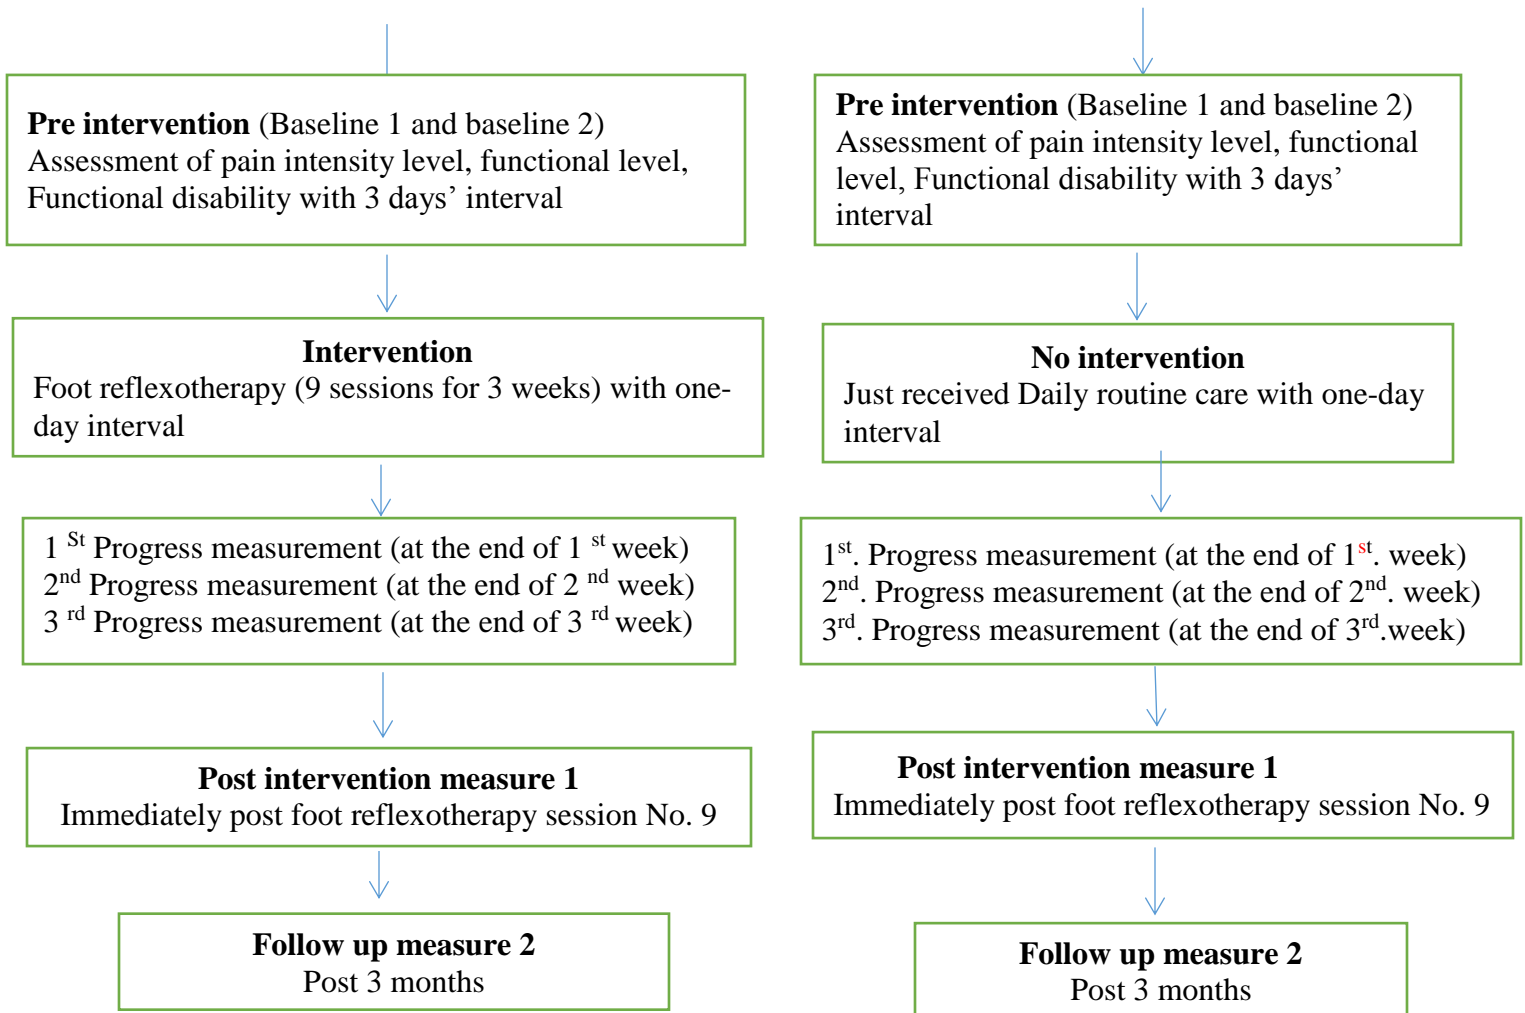 Pre intervention (Baseline 1 and baseline 2)
Assessment of pain intensity level, functional level,
Functional disability with 3 days’ interval
Pre intervention (Baseline 1 and baseline 2)
Assessment of pain intensity level, functional
level, Functional disability with 3 days’
interval
Intervention
Foot reflexotherapy (9 sessions for 3 weeks) with one-
day interval
No intervention
Just received Daily routine care with one-day
interval
1 St Progress measurement (at the end of 1 st week)
2nd Progress measurement (at the end of 2 nd week)
3 rd Progress measurement (at the end of 3 rd week)
1st. Progress measurement (at the end of 1st. week)
2nd. Progress measurement (at the end of 2nd. week)
3rd. Progress measurement (at the end of 3rd.week)
Post intervention measure 1
Immediately post foot reflexotherapy session No. 9
Post intervention measure 1
Immediately post foot reflexotherapy session No. 9
Follow up measure 2
Post 3 months
Follow up measure 2
Post 3 months